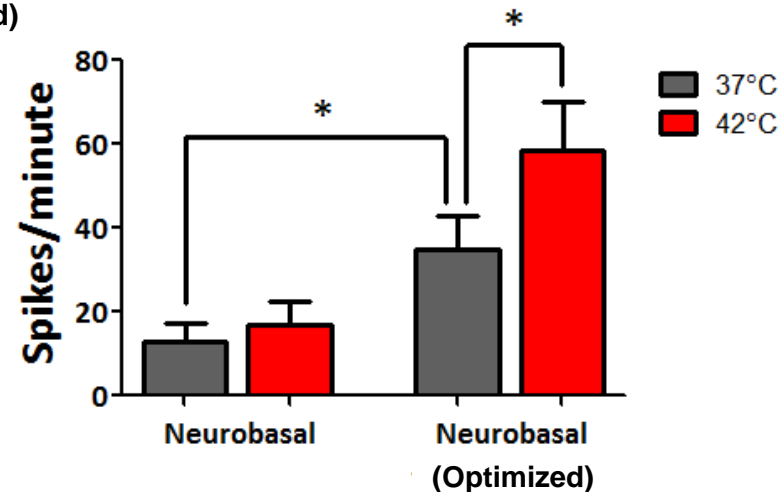 d)
Spikes/minute
80
60
40
20
0
*
*
37°C
42°C
Neurobasal
Neurobasal
(Optimized)